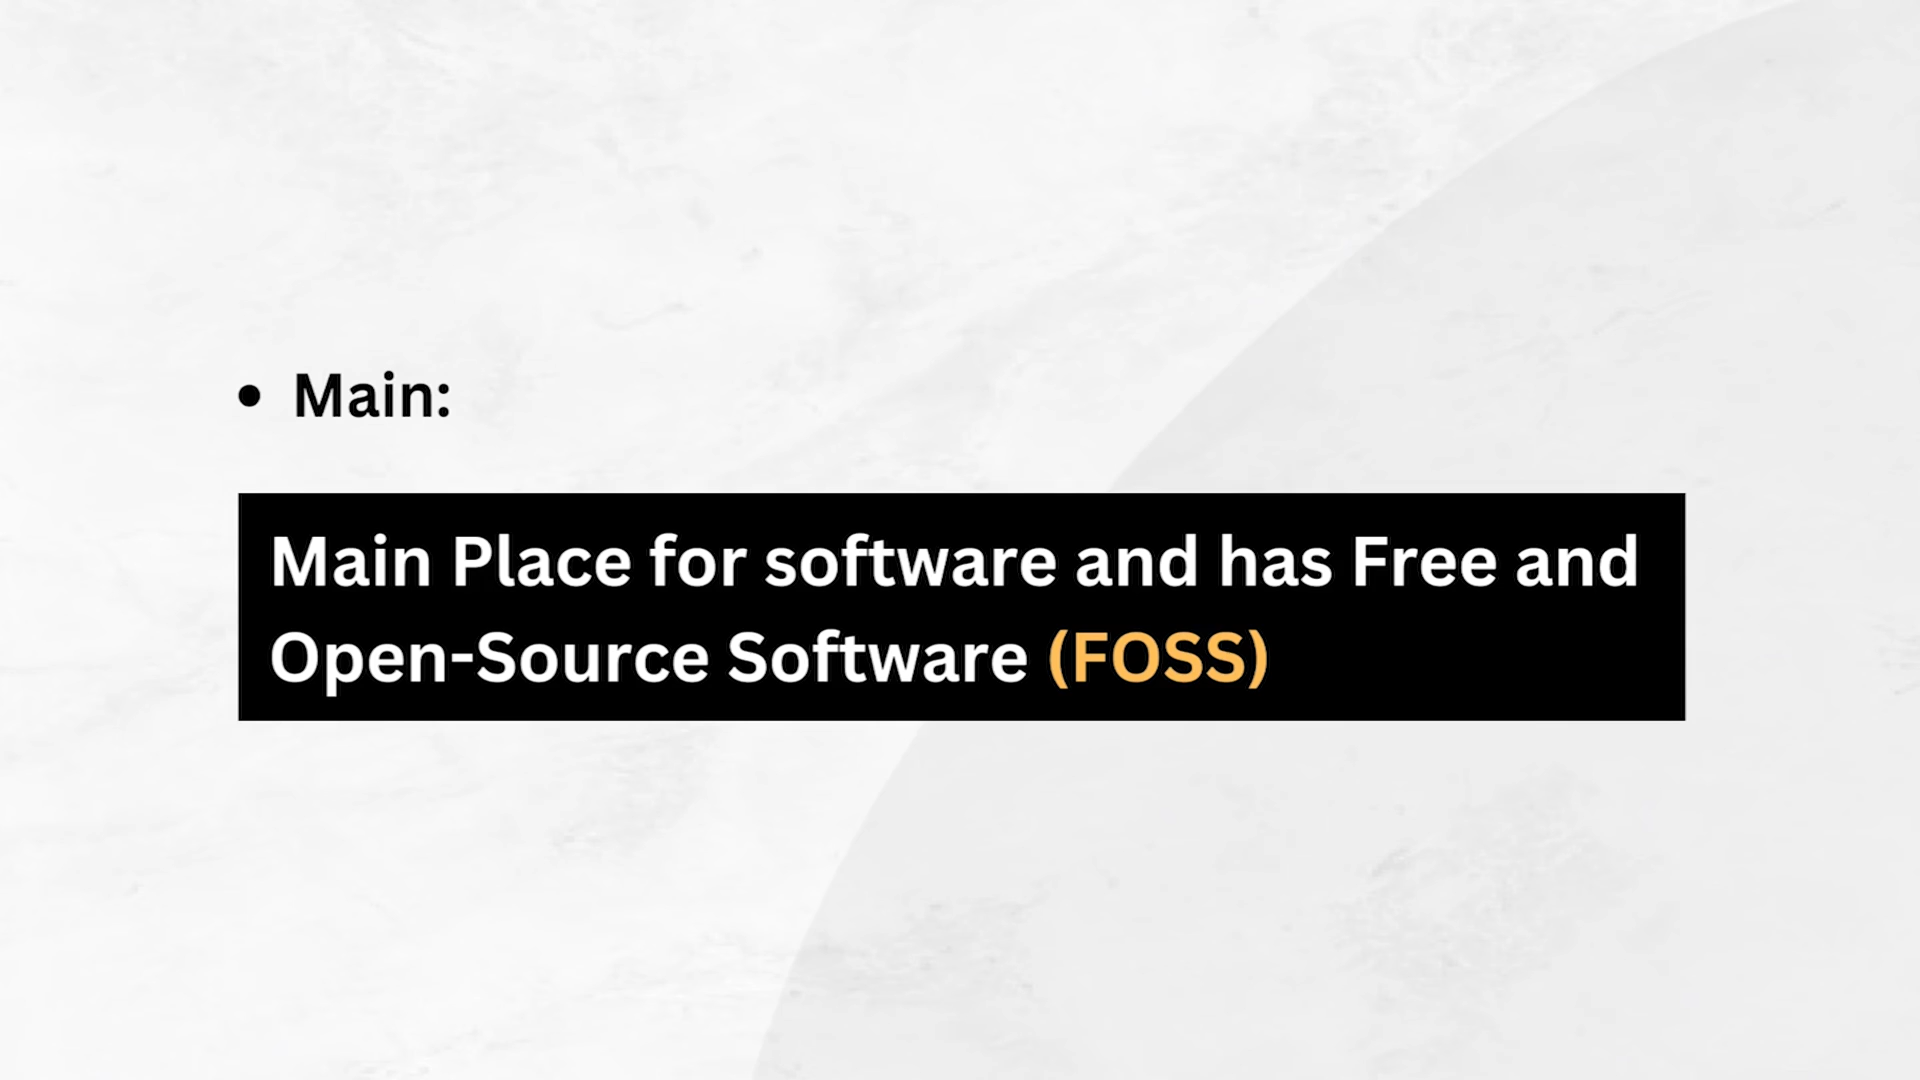 • Main:
Main Place for software and has Free and
Open-Source Software (FOSS)